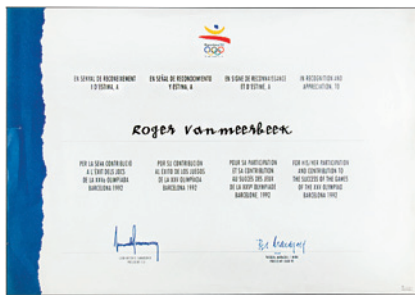 EN SENYAL DE RECONEIXEMENT
I D'ESTIMA, A
EN SEÑAL DE RECONOCIMIENTO
Y ESTIMA, A
EN SIGNE DE RECONNAISSANCE
ET D'ESTIME, A
IN RECOGNITION AND
APPRECIATION, TO
Roger Vanmeerbeek
PER LA SEVA CONTRIBUCIÓ
A L'ÈXIT DELS JOCS
DE LA XXVa OLIMPÍADA
BARCELONA 1992
POR SU CONTRIBUCIÓN
AL ÉXITO DE LOS JUEGOS
DE LA XXV OLIMPIADA
BARCELONA 1992
POUR SA PARTICIPATION
ET SA CONTRIBUTION
AU SUCCÈS DES JEUX
DE LA XXVe OLYMPIADE
BARCELONE, 1992
FOR HIS/HER PARTICIPATION
AND CONTRIBUTION TO
THE SUCCESS OF THE GAMES
OF THE XXV OLYMPIAD
BARCELONA 1992